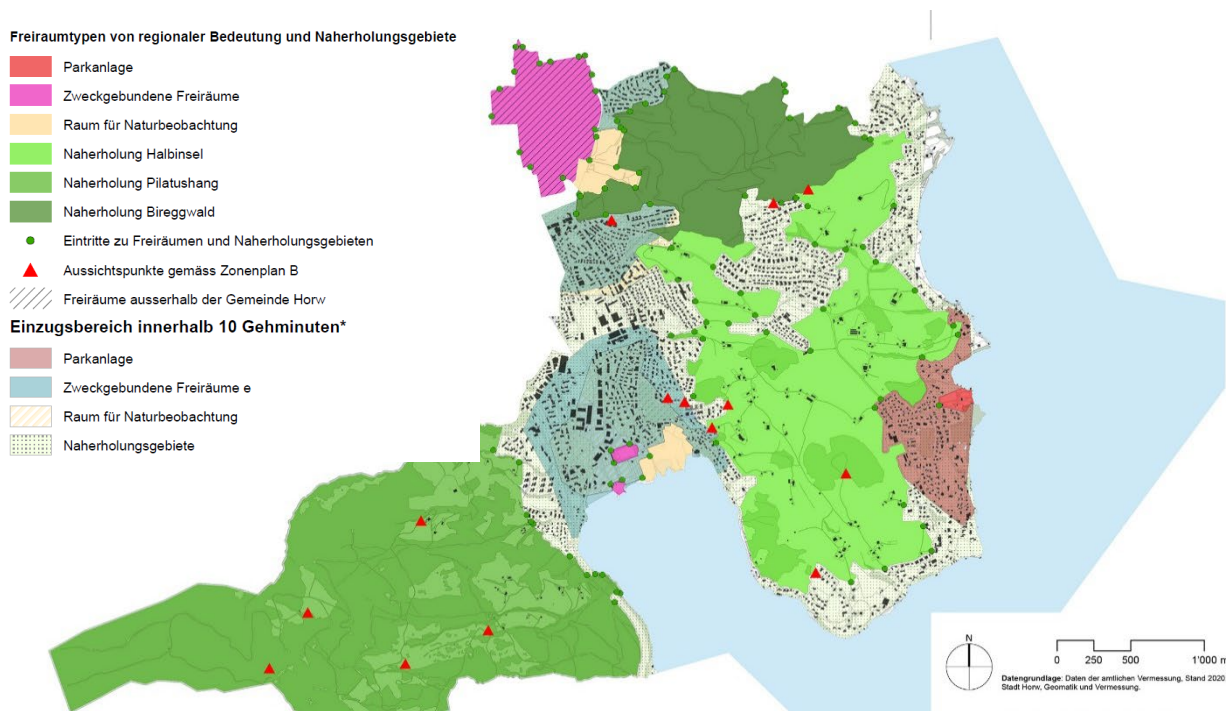 Freiraumtypen von regionaler Bedeutung und Naherholungsgebiete
Parkanlage
Zweckgebundene Freiräume
Raum für Naturbeobachtung
Naherholung Halbinsel
Naherholung Pilatushang
Naherholung Bireggwald
Eintritte zu Freiräumen und Naherholungsgebieten
Aussichtspunkte gemäss Zonenplan B
Freiräume ausserhalb der Gemeinde Horw
Einzugsbereich innerhalb 10 Gehminuten*
Parkanlage
Zweckgebundene Freiräume e
Raum für Naturbeobachtung
Naherholungsgebiete
N
0 250 500 1'000 m
Datengrundlage: Daten der amtlichen Vermessung, Stand 2020
Stadt Horw, Geomatik und Vermessung.